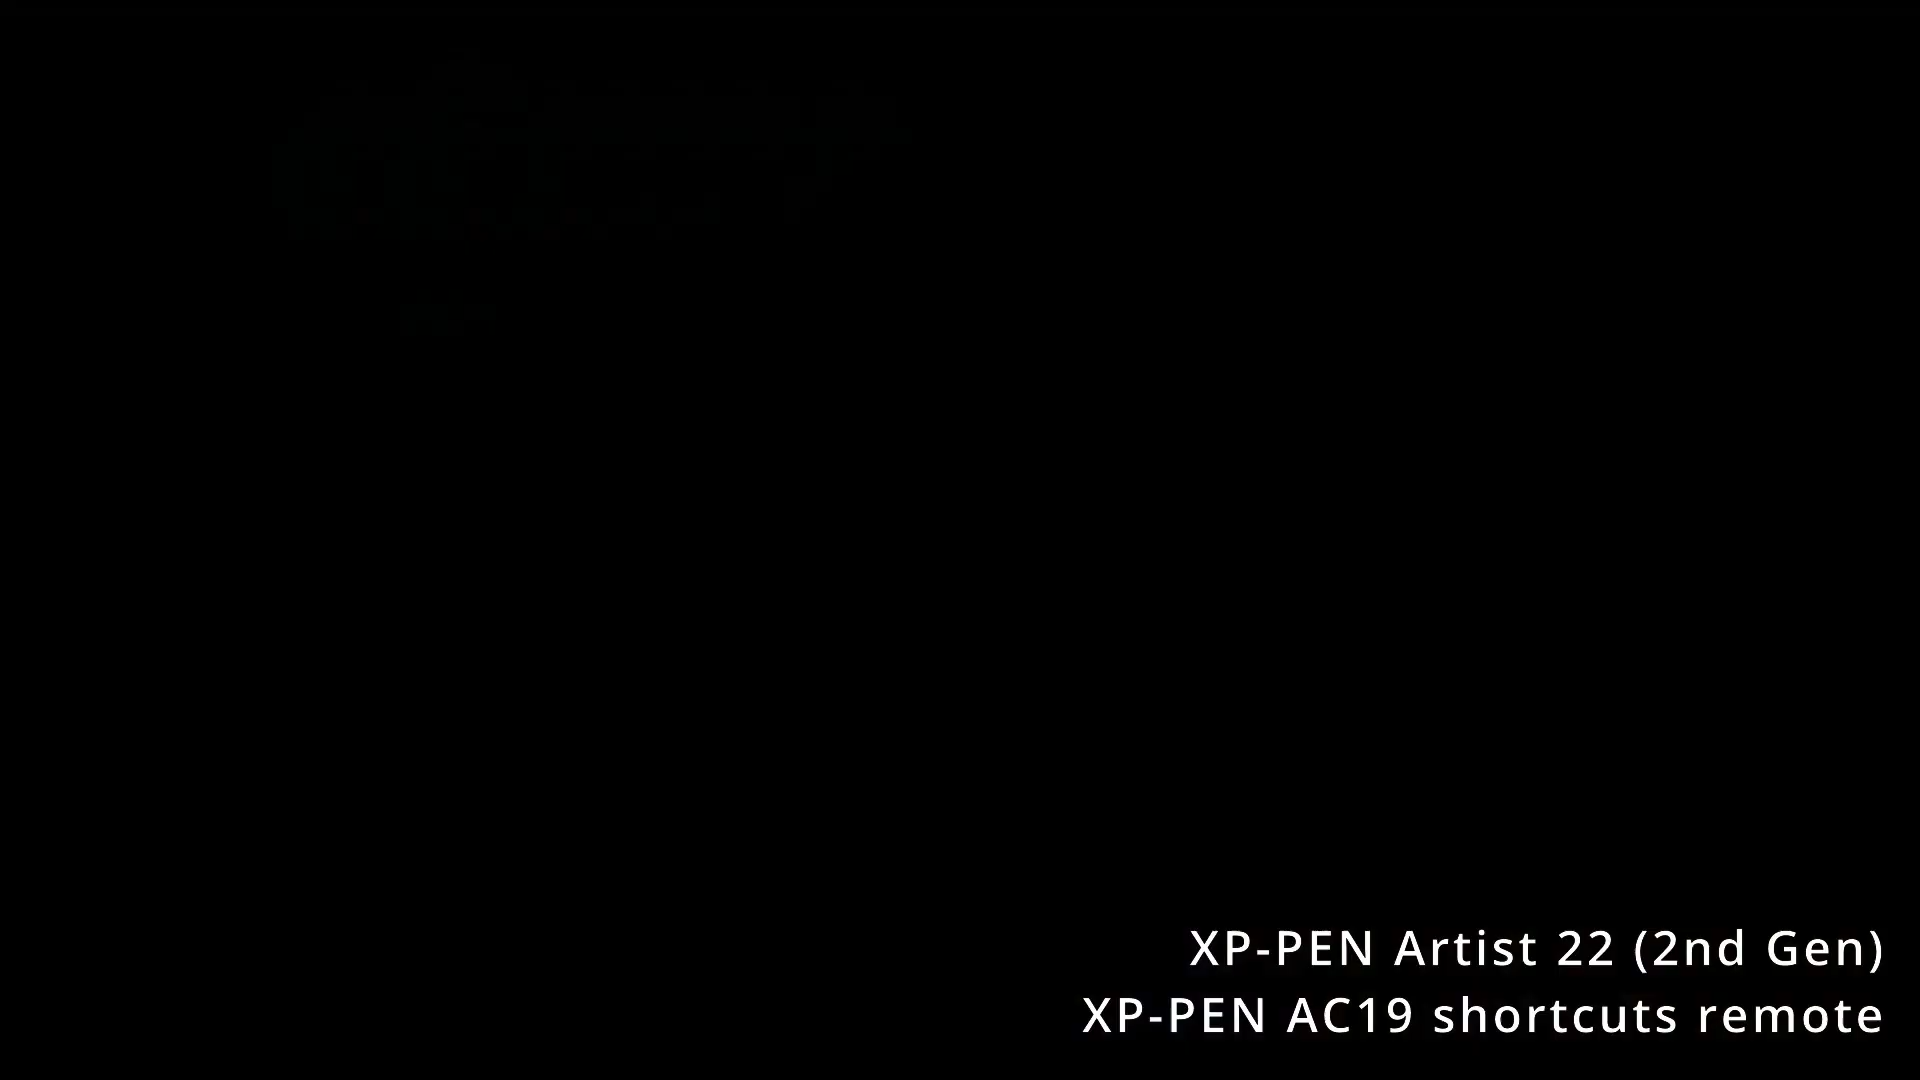 XP-PEN Artist 22 (2nd Gen)
XP-PEN AC19 shortcuts remote